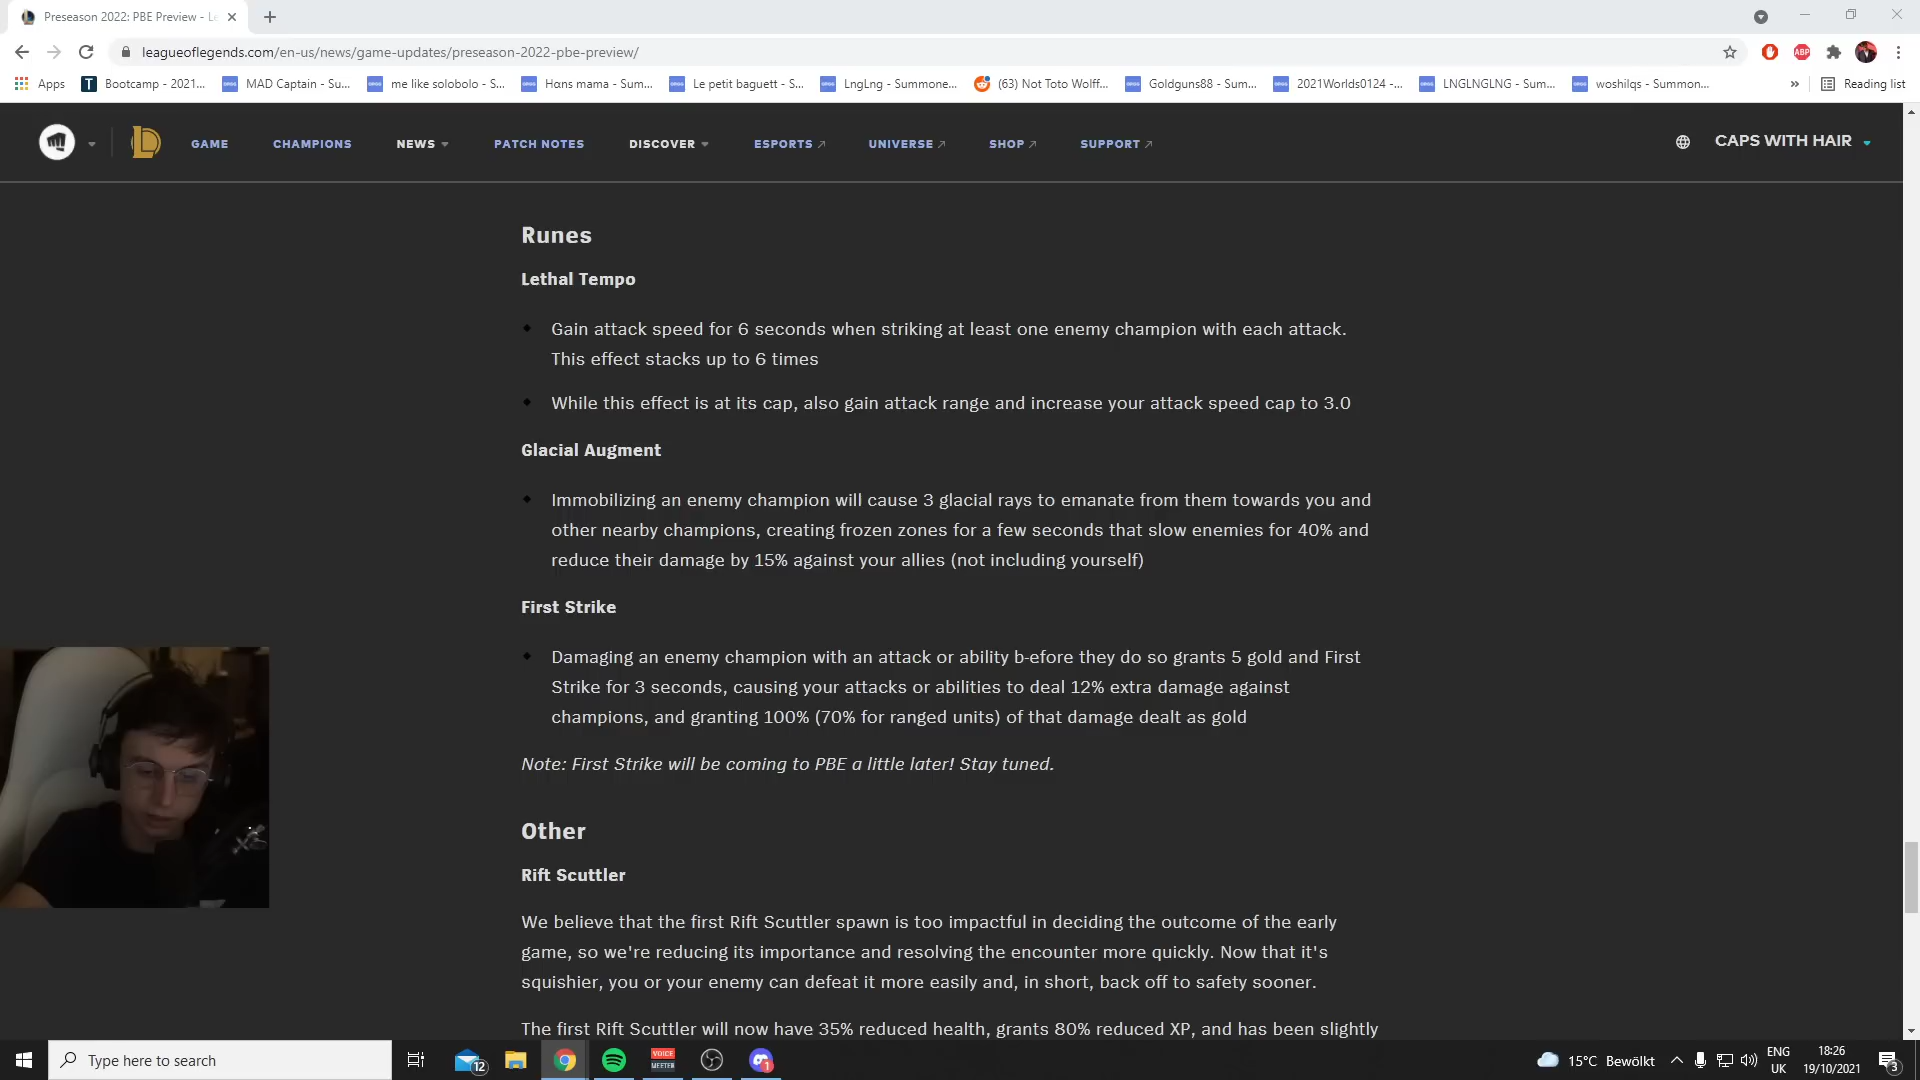 Preseason 2022: PBE Preview - Le
leagueoflegends.com/en-us/news/game-updates/preseason-2022-pbe-preview/
ABP
Apps
T
Bootcamp - 2021...
MAD Captain - Su...
me like solobolo - S...
Hαns mama - Sum...
Le petit baguett - S...
LngLng - Summone...
(63) Not Toto Wolff...
Goldguns88 - Sum...
2021Worlds0124 -...
LNGLNGLNG - Sum...
woshilqs - Summon...
»
Reading list
GAME
CHAMPIONS
NEWS
PATCH NOTES
DISCOVER
ESPORTS
UNIVERSE
SHOP
SUPPORT
CAPS WITH HAIR
Runes
Lethal Tempo
Gain attack speed for 6 seconds when striking at least one enemy champion with each attack.
This effect stacks up to 6 times
While this effect is at its cap, also gain attack range and increase your attack speed cap to 3.0
Glacial Augment
Immobilizing an enemy champion will cause 3 glacial rays to emanate from them towards you and
other nearby champions, creating frozen zones for a few seconds that slow enemies for 40% and
reduce their damage by 15% against your allies (not including yourself)
First Strike
Damaging an enemy champion with an attack or ability b-efore they do so grants 5 gold and First
Strike for 3 seconds, causing your attacks or abilities to deal 12% extra damage against
champions, and granting 100% (70% for ranged units) of that damage dealt as gold
Note: First Strike will be coming to PBE a little later! Stay tuned.
Other
Rift Scuttler
We believe that the first Rift Scuttler spawn is too impactful in deciding the outcome of the early
game, so we're reducing its importance and resolving the encounter more quickly. Now that it's
squishier, you or your enemy can defeat it more easily and, in short, back off to safety sooner.
The first Rift Scuttler will now have 35% reduced health, grants 80% reduced XP, and has been slightly
Type here to search
12
VOICE
MEETER
1
15°C Bewölkt
ENG
UK
18:26
19/10/2021
3